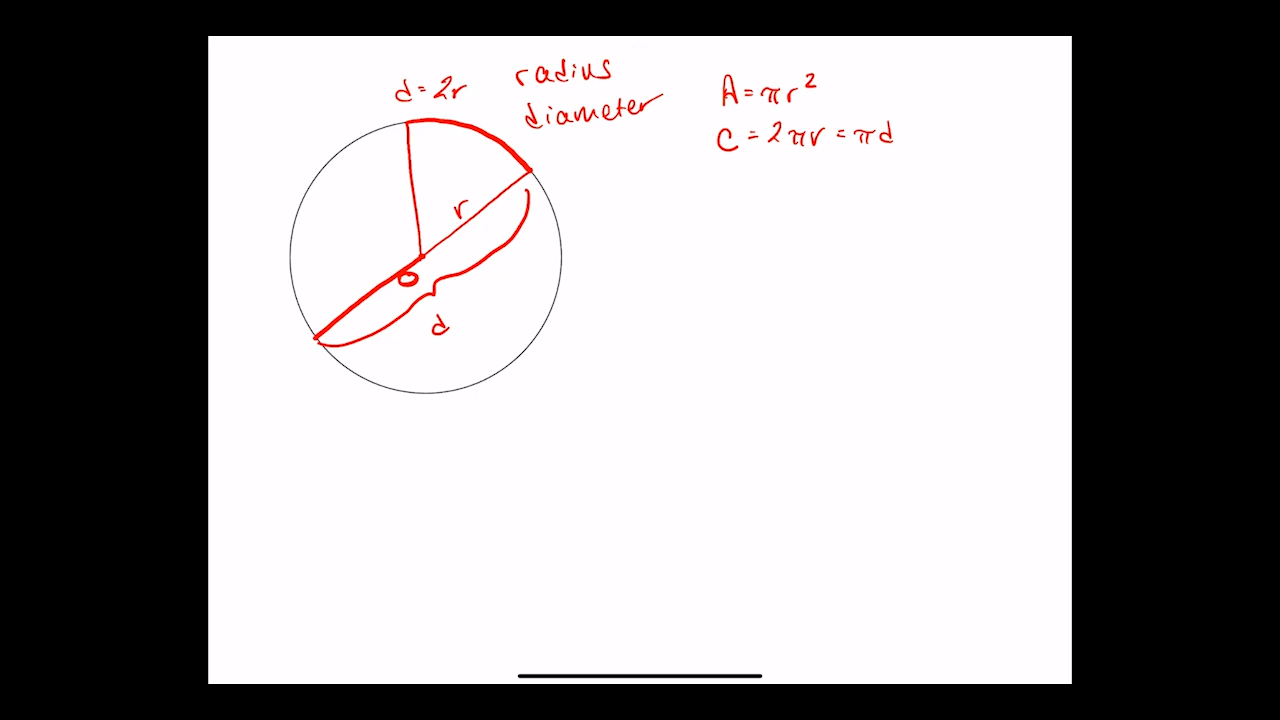 d = 2r
radius
diameter
A = πr²
C = 2πr = πd
r
O
d